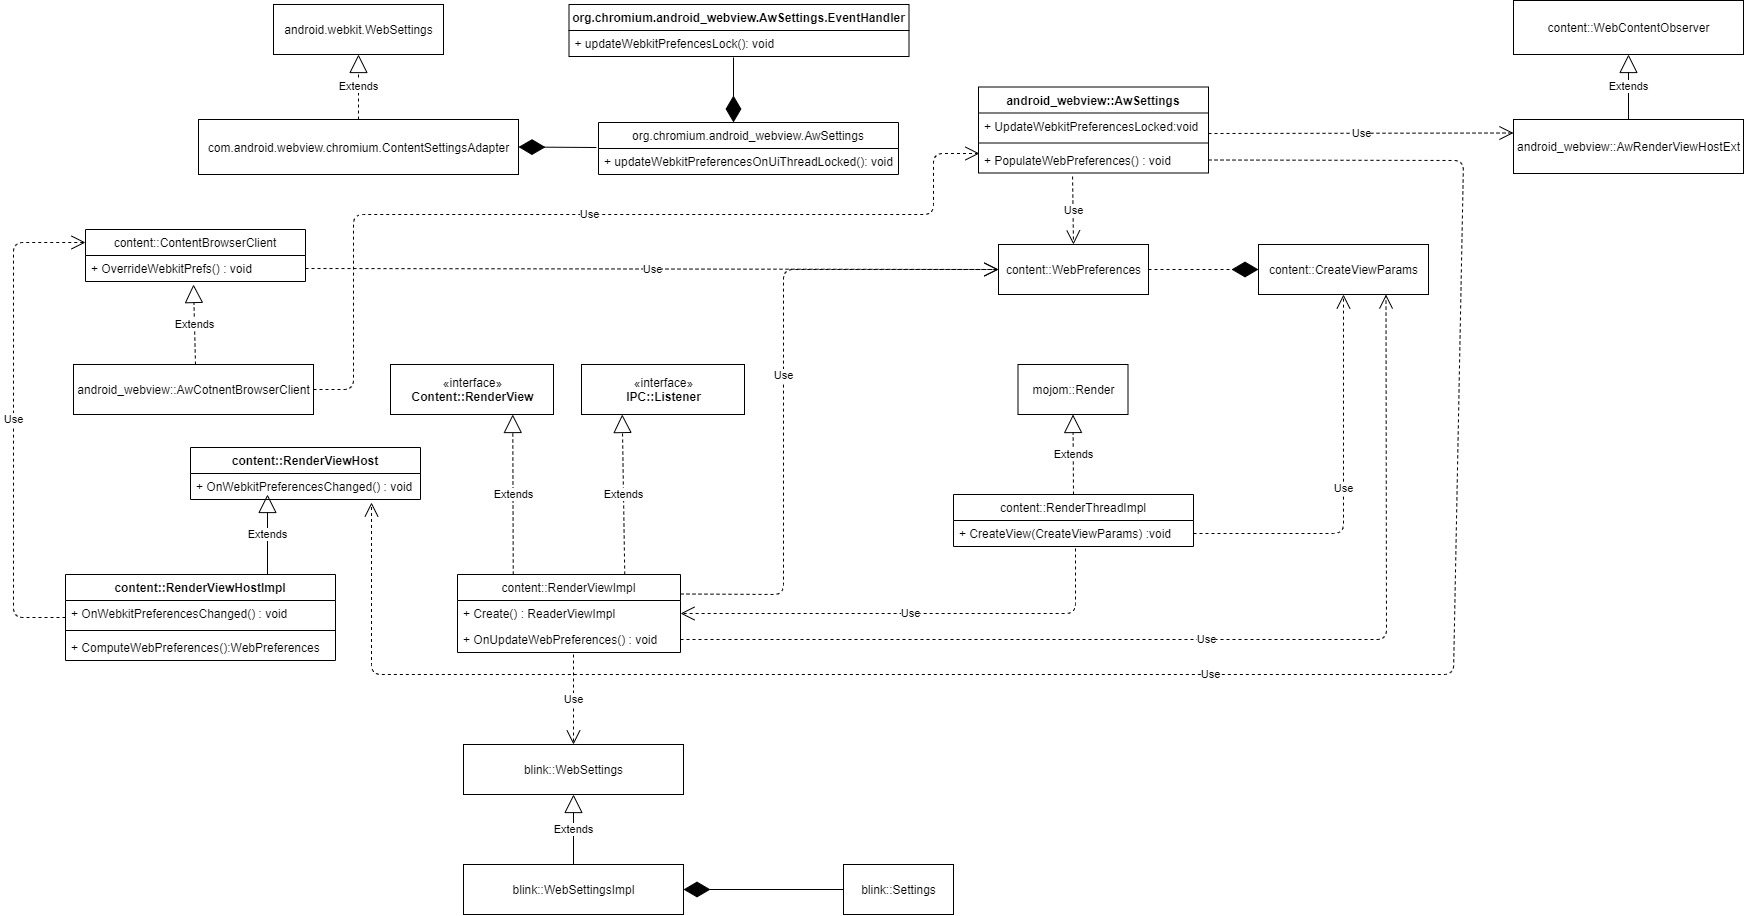 android.webkit.WebSettings
Extends
com.android.webview.chromium.ContentSettingsAdapter
org.chromium.android_webview.AwSettings.EventHandler
+ updateWebkitPrefencesLock(): void
org.chromium.android_webview.AwSettings
+ updateWebkitPreferencesOnUiThreadLocked(): void
android_webview::AwSettings
+ UpdateWebkitPreferencesLocked:void
+ PopulateWebPreferences() : void
Use
content::WebContentObserver
Extends
android_webview::AwRenderViewHostExt
Use
Use
content::ContentBrowserClient
+ OverrideWebkitPrefs() : void
Use
content::WebPreferences
content::CreateViewParams
Extends
android_webview::AwCotnentBrowserClient
Use
Use
«interface»
Content::RenderView
«interface»
IPC::Listener
mojom::Render
Extends
content::RenderViewHost
+ OnWebkitPreferencesChanged() : void
Extends
Extends
Extends
Use
content::RenderThreadImpl
+ CreateView(CreateViewParams) :void
content::RenderViewHostImpl
+ OnWebkitPreferencesChanged() : void
+ ComputeWebPreferences():WebPreferences
content::RenderViewImpl
+ Create() : ReaderViewImpl
+ OnUpdateWebPreferences() : void
Use
Use
Use
Use
blink::WebSettings
Extends
blink::WebSettingsImpl
blink::Settings